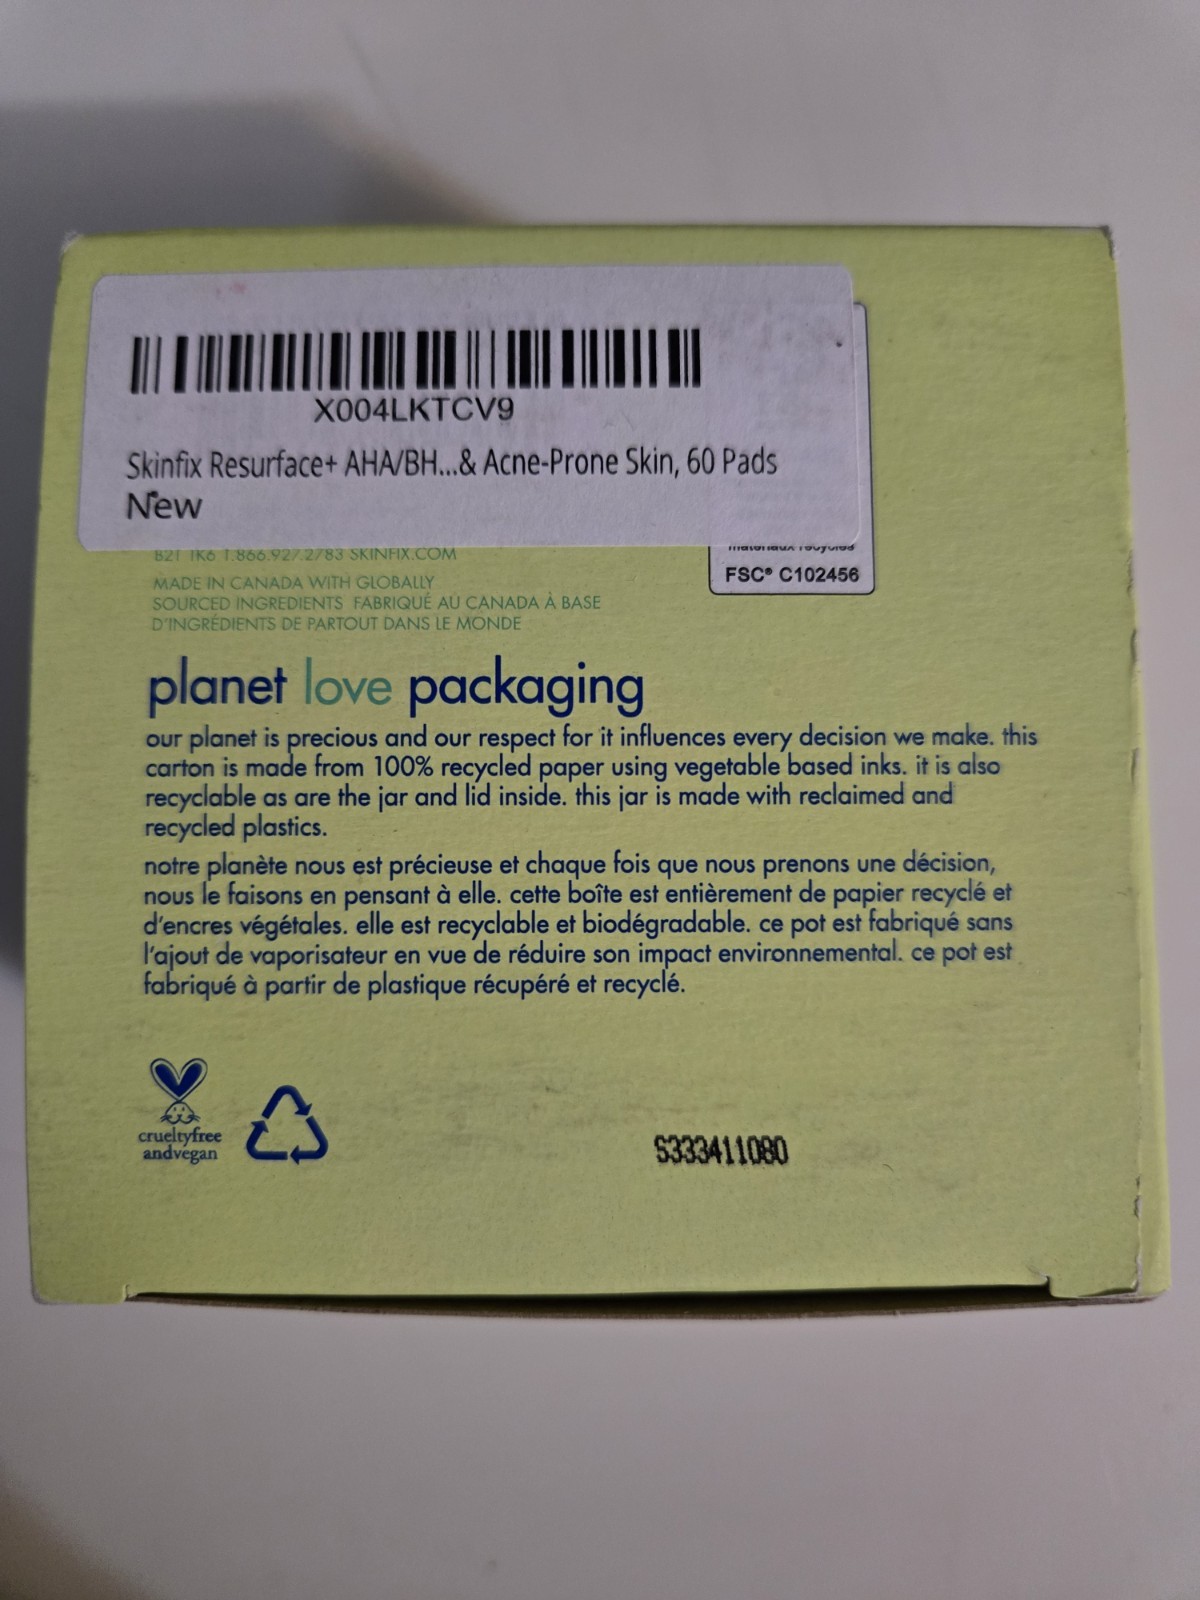 X004LKTCV9
Skinfix Resurface+ AHA/BH...& Acne-Prone Skin, 60 Pads
New
B2T 1K6 1.866.927.2783 SKINFIX.COM
matériaux recyclés
FSC® C102456
MADE IN CANADA WITH GLOBALLY
SOURCED INGREDIENTS FABRIQUÉ AU CANADA À BASE
D'INGRÉDIENTS DE PARTOUT DANS LE MONDE
planet love packaging
our planet is precious and our respect for it influences every decision we make. this
carton is made from 100% recycled paper using vegetable based inks. it is also
recyclable as are the jar and lid inside. this jar is made with reclaimed and
recycled plastics.
notre planète nous est précieuse et chaque fois que nous prenons une décision,
nous le faisons en pensant à elle. cette boîte est entièrement de papier recyclé et
d'encres végétales. elle est recyclable et biodégradable. ce pot est fabriqué sans
l'ajout de vaporisateur en vue de réduire son impact environnemental. ce pot est
fabriqué à partir de plastique récupéré et recyclé.
crueltyfree
andvegan
S333411080